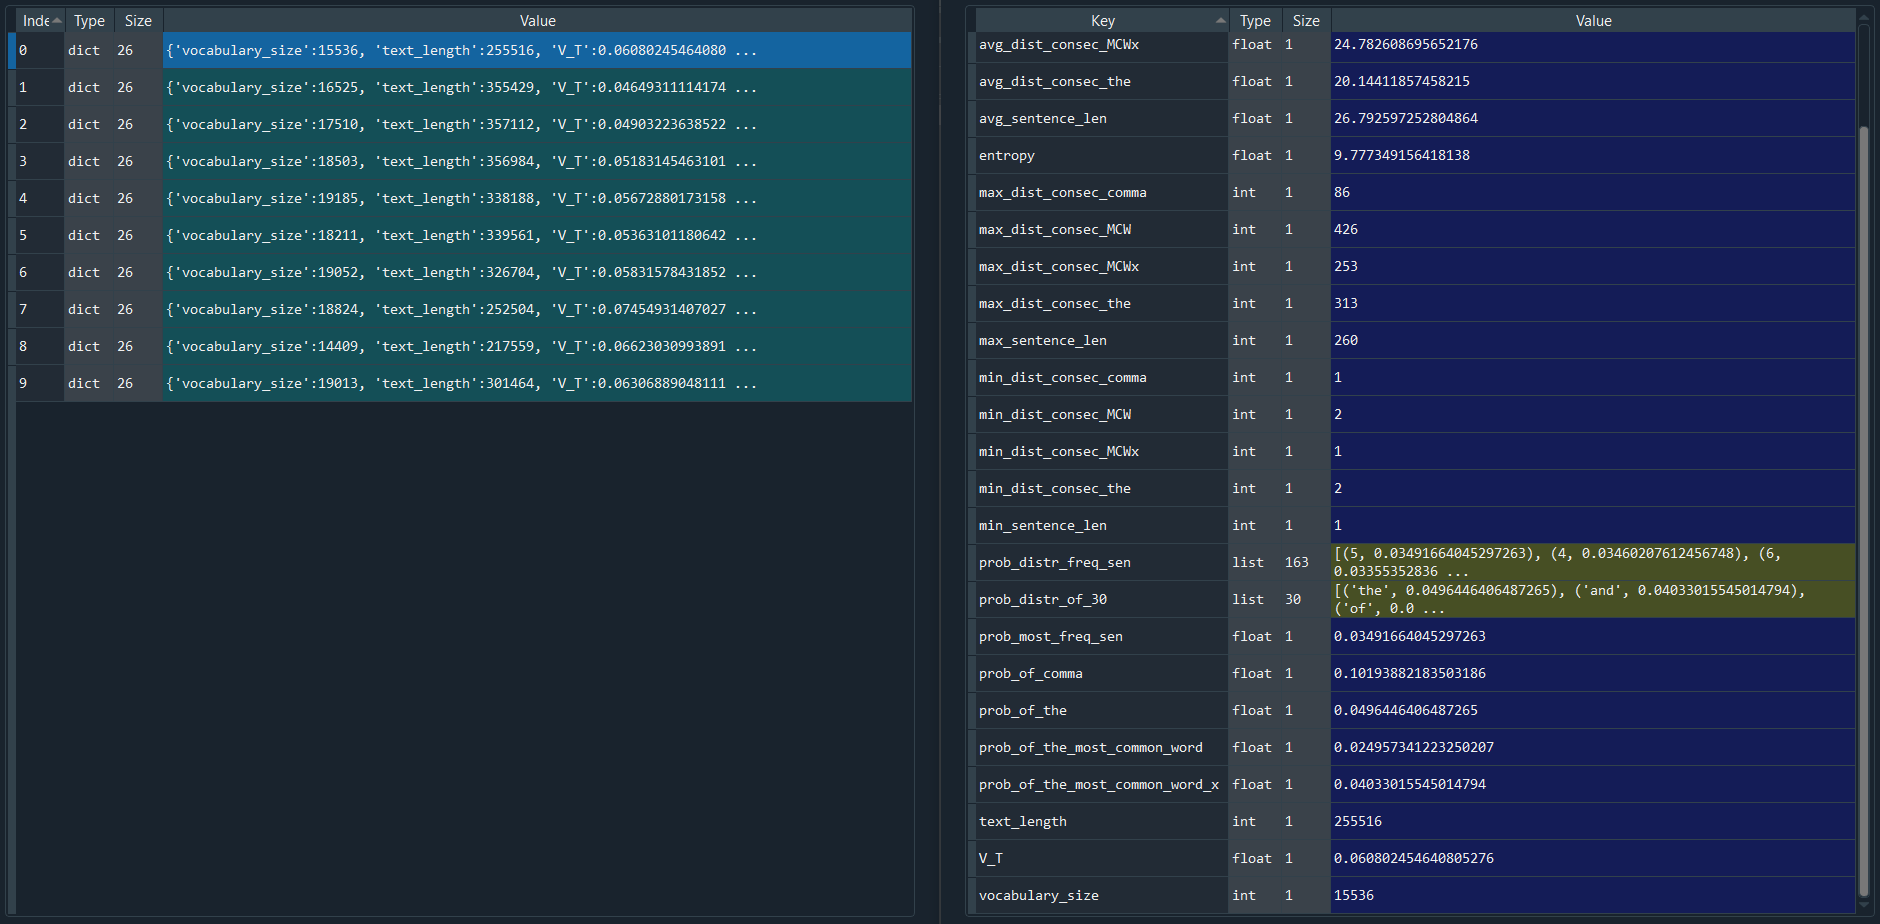 Inde Type Size Value
0 dict 26 {'vocabulary_size':15536, 'text_length':255516, 'V_T':0.06080245464080 ...
1 dict 26 {'vocabulary_size':16525, 'text_length':355429, 'V_T':0.04649311114174 ...
2 dict 26 {'vocabulary_size':17510, 'text_length':357112, 'V_T':0.04903223638522 ...
3 dict 26 {'vocabulary_size':18503, 'text_length':356984, 'V_T':0.05183145463101 ...
4 dict 26 {'vocabulary_size':19185, 'text_length':338188, 'V_T':0.05672880173158 ...
5 dict 26 {'vocabulary_size':18211, 'text_length':339561, 'V_T':0.05363101180642 ...
6 dict 26 {'vocabulary_size':19052, 'text_length':326704, 'V_T':0.05831578431852 ...
7 dict 26 {'vocabulary_size':18824, 'text_length':252504, 'V_T':0.07454931407027 ...
8 dict 26 {'vocabulary_size':14409, 'text_length':217559, 'V_T':0.06623030993891 ...
9 dict 26 {'vocabulary_size':19013, 'text_length':301464, 'V_T':0.06306889048111 ...
Key Type Size Value
avg_dist_consec_MCWx float 1 24.782608695652176
avg_dist_consec_the float 1 20.14411857458215
avg_sentence_len float 1 26.792597252804864
entropy float 1 9.777349156418138
max_dist_consec_comma int 1 86
max_dist_consec_MCW int 1 426
max_dist_consec_MCWx int 1 253
max_dist_consec_the int 1 313
max_sentence_len int 1 260
min_dist_consec_comma int 1 1
min_dist_consec_MCW int 1 2
min_dist_consec_MCWx int 1 1
min_dist_consec_the int 1 2
min_sentence_len int 1 1
prob_distr_freq_sen list 163 [(5, 0.03491664045297263), (4, 0.03460207612456748), (6,
0.03355352836 ...
prob_distr_of_30 list 30 [('the', 0.0496446406487265), ('and', 0.04033015545014794),
('of', 0.0 ...
prob_most_freq_sen float 1 0.03491664045297263
prob_of_comma float 1 0.10193882183503186
prob_of_the float 1 0.0496446406487265
prob_of_the_most_common_word float 1 0.024957341223250207
prob_of_the_most_common_word_x float 1 0.04033015545014794
text_length int 1 255516
V_T float 1 0.060802454640805276
vocabulary_size int 1 15536